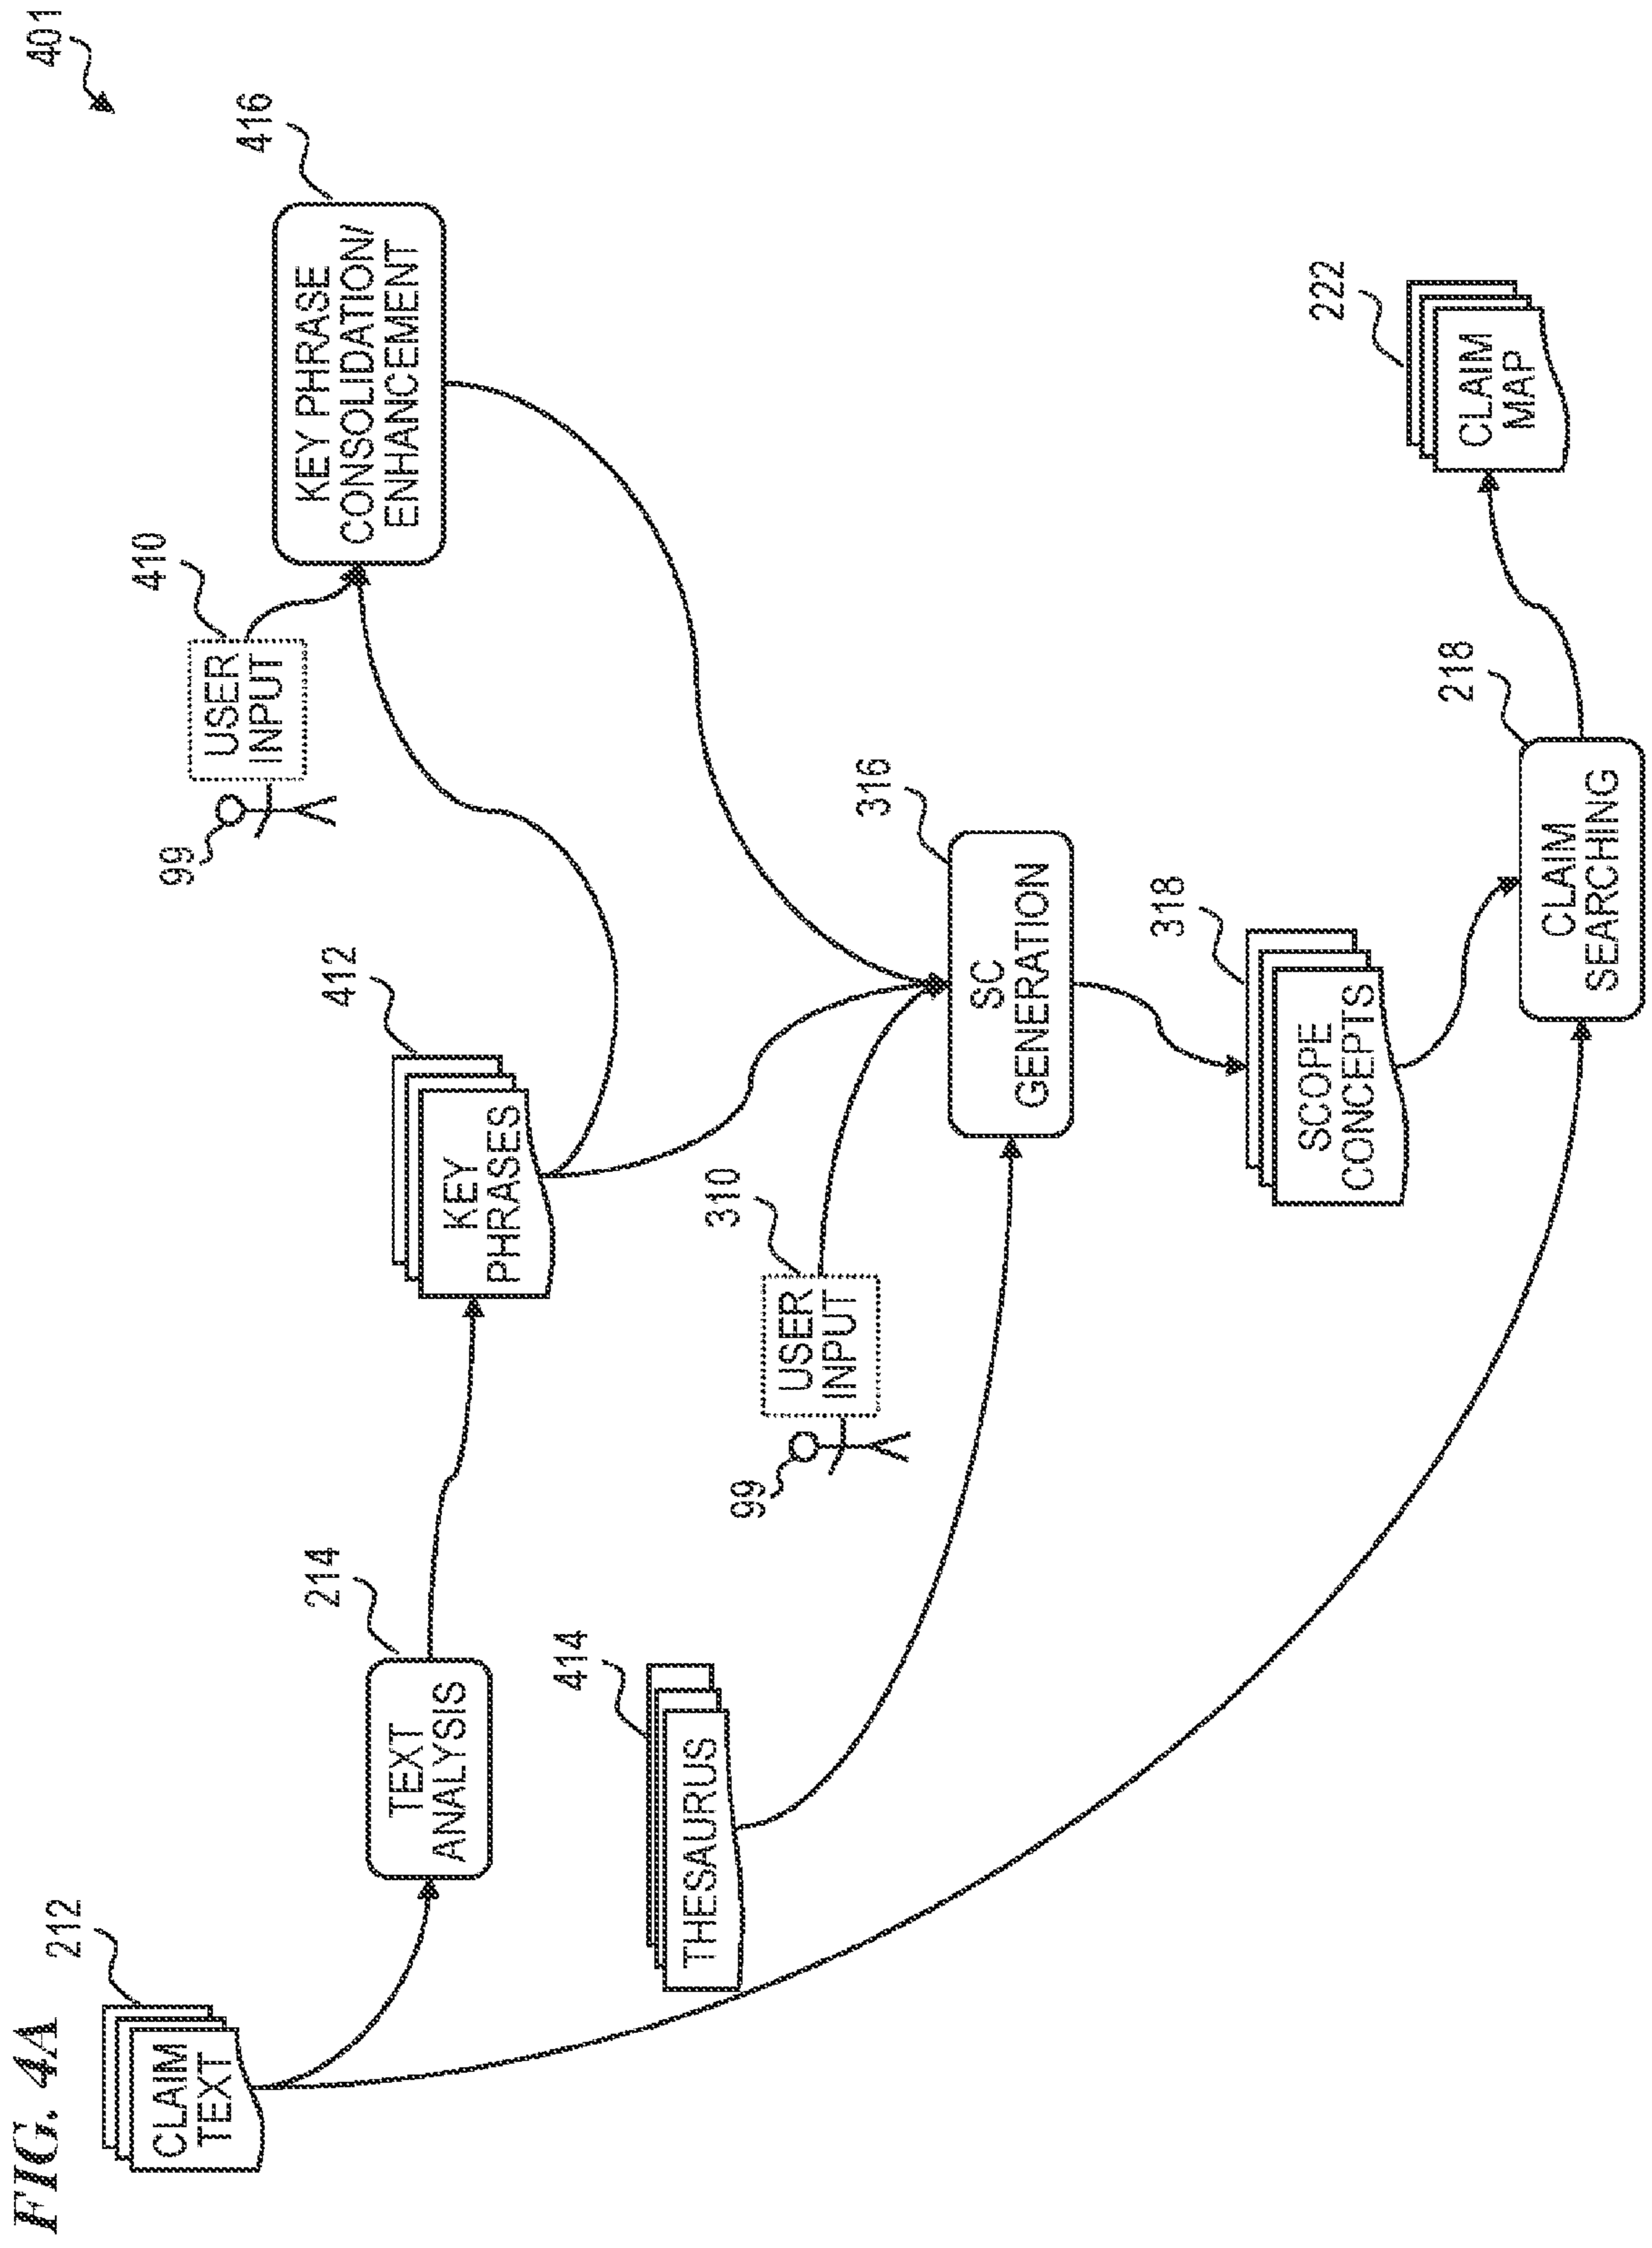 FIG. 4A
401
212
CLAIM
TEXT
214
TEXT
ANALYSIS
412
KEY
PHRASES
99
410
USER
INPUT
416
KEY PHRASE
CONSOLIDATION/
ENHANCEMENT
414
THESAURUS
99
310
USER
INPUT
316
SC
GENERATION
318
SCOPE
CONCEPTS
218
CLAIM
SEARCHING
222
CLAIM
MAP